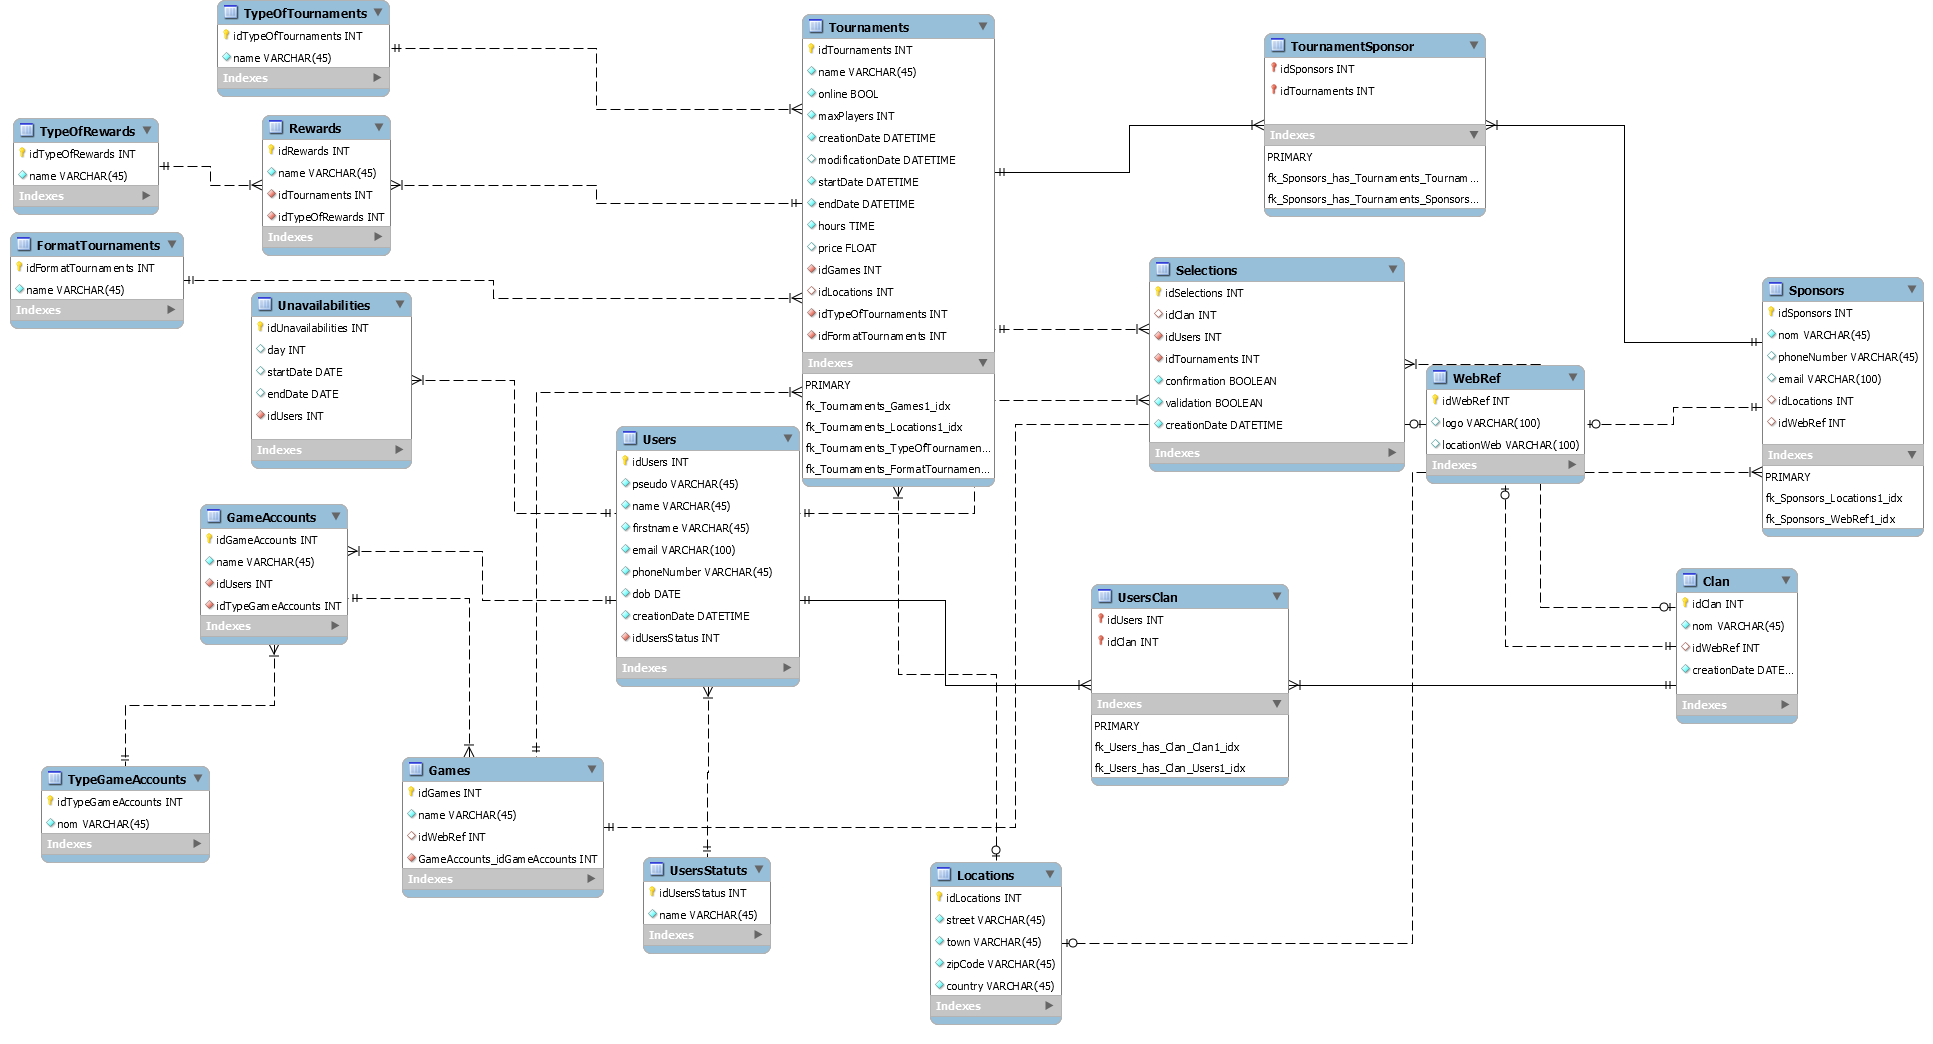 TypeOfTournaments
idTypeOfTournaments INT
name VARCHAR(45)
Indexes
TypeOfRewards
idTypeOfRewards INT
name VARCHAR(45)
Indexes
Rewards
idRewards INT
name VARCHAR(45)
idTournaments INT
idTypeOfRewards INT
Indexes
FormatTournaments
idFormatTournaments INT
name VARCHAR(45)
Indexes
Unavailabilities
idUnavailabilities INT
day INT
startDate DATE
endDate DATE
idUsers INT
Indexes
Tournaments
idTournaments INT
name VARCHAR(45)
online BOOL
maxPlayers INT
creationDate DATETIME
modificationDate DATETIME
startDate DATETIME
endDate DATETIME
hours TIME
price FLOAT
idGames INT
idLocations INT
idTypeOfTournaments INT
idFormatTournaments INT
Indexes
PRIMARY
fk_Tournaments_Games1_idx
fk_Tournaments_Locations1_idx
fk_Tournaments_TypeOfTournamen...
fk_Tournaments_FormatTournamen...
TournamentSponsor
idSponsors INT
idTournaments INT
Indexes
PRIMARY
fk_Sponsors_has_Tournaments_Tournam...
fk_Sponsors_has_Tournaments_Sponsors...
Selections
idSelections INT
idClan INT
idUsers INT
idTournaments INT
confirmation BOOLEAN
validation BOOLEAN
creationDate DATETIME
Indexes
WebRef
idWebRef INT
logo VARCHAR(100)
locationWeb VARCHAR(100)
Indexes
Sponsors
idSponsors INT
nom VARCHAR(45)
phoneNumber VARCHAR(45)
email VARCHAR(100)
idLocations INT
idWebRef INT
Indexes
PRIMARY
fk_Sponsors_Locations1_idx
fk_Sponsors_WebRef1_idx
Users
idUsers INT
pseudo VARCHAR(45)
name VARCHAR(45)
firstname VARCHAR(45)
email VARCHAR(100)
phoneNumber VARCHAR(45)
dob DATE
creationDate DATETIME
idUsersStatus INT
Indexes
GameAccounts
idGameAccounts INT
name VARCHAR(45)
idUsers INT
idTypeGameAccounts INT
Indexes
UsersClan
idUsers INT
idClan INT
Indexes
PRIMARY
fk_Users_has_Clan_Clan1_idx
fk_Users_has_Clan_Users1_idx
Clan
idClan INT
nom VARCHAR(45)
idWebRef INT
creationDate DATE...
Indexes
TypeGameAccounts
idTypeGameAccounts INT
nom VARCHAR(45)
Indexes
Games
idGames INT
name VARCHAR(45)
idWebRef INT
GameAccounts_idGameAccounts INT
Indexes
UsersStatuts
idUsersStatus INT
name VARCHAR(45)
Indexes
Locations
idLocations INT
street VARCHAR(45)
town VARCHAR(45)
zipCode VARCHAR(45)
country VARCHAR(45)
Indexes